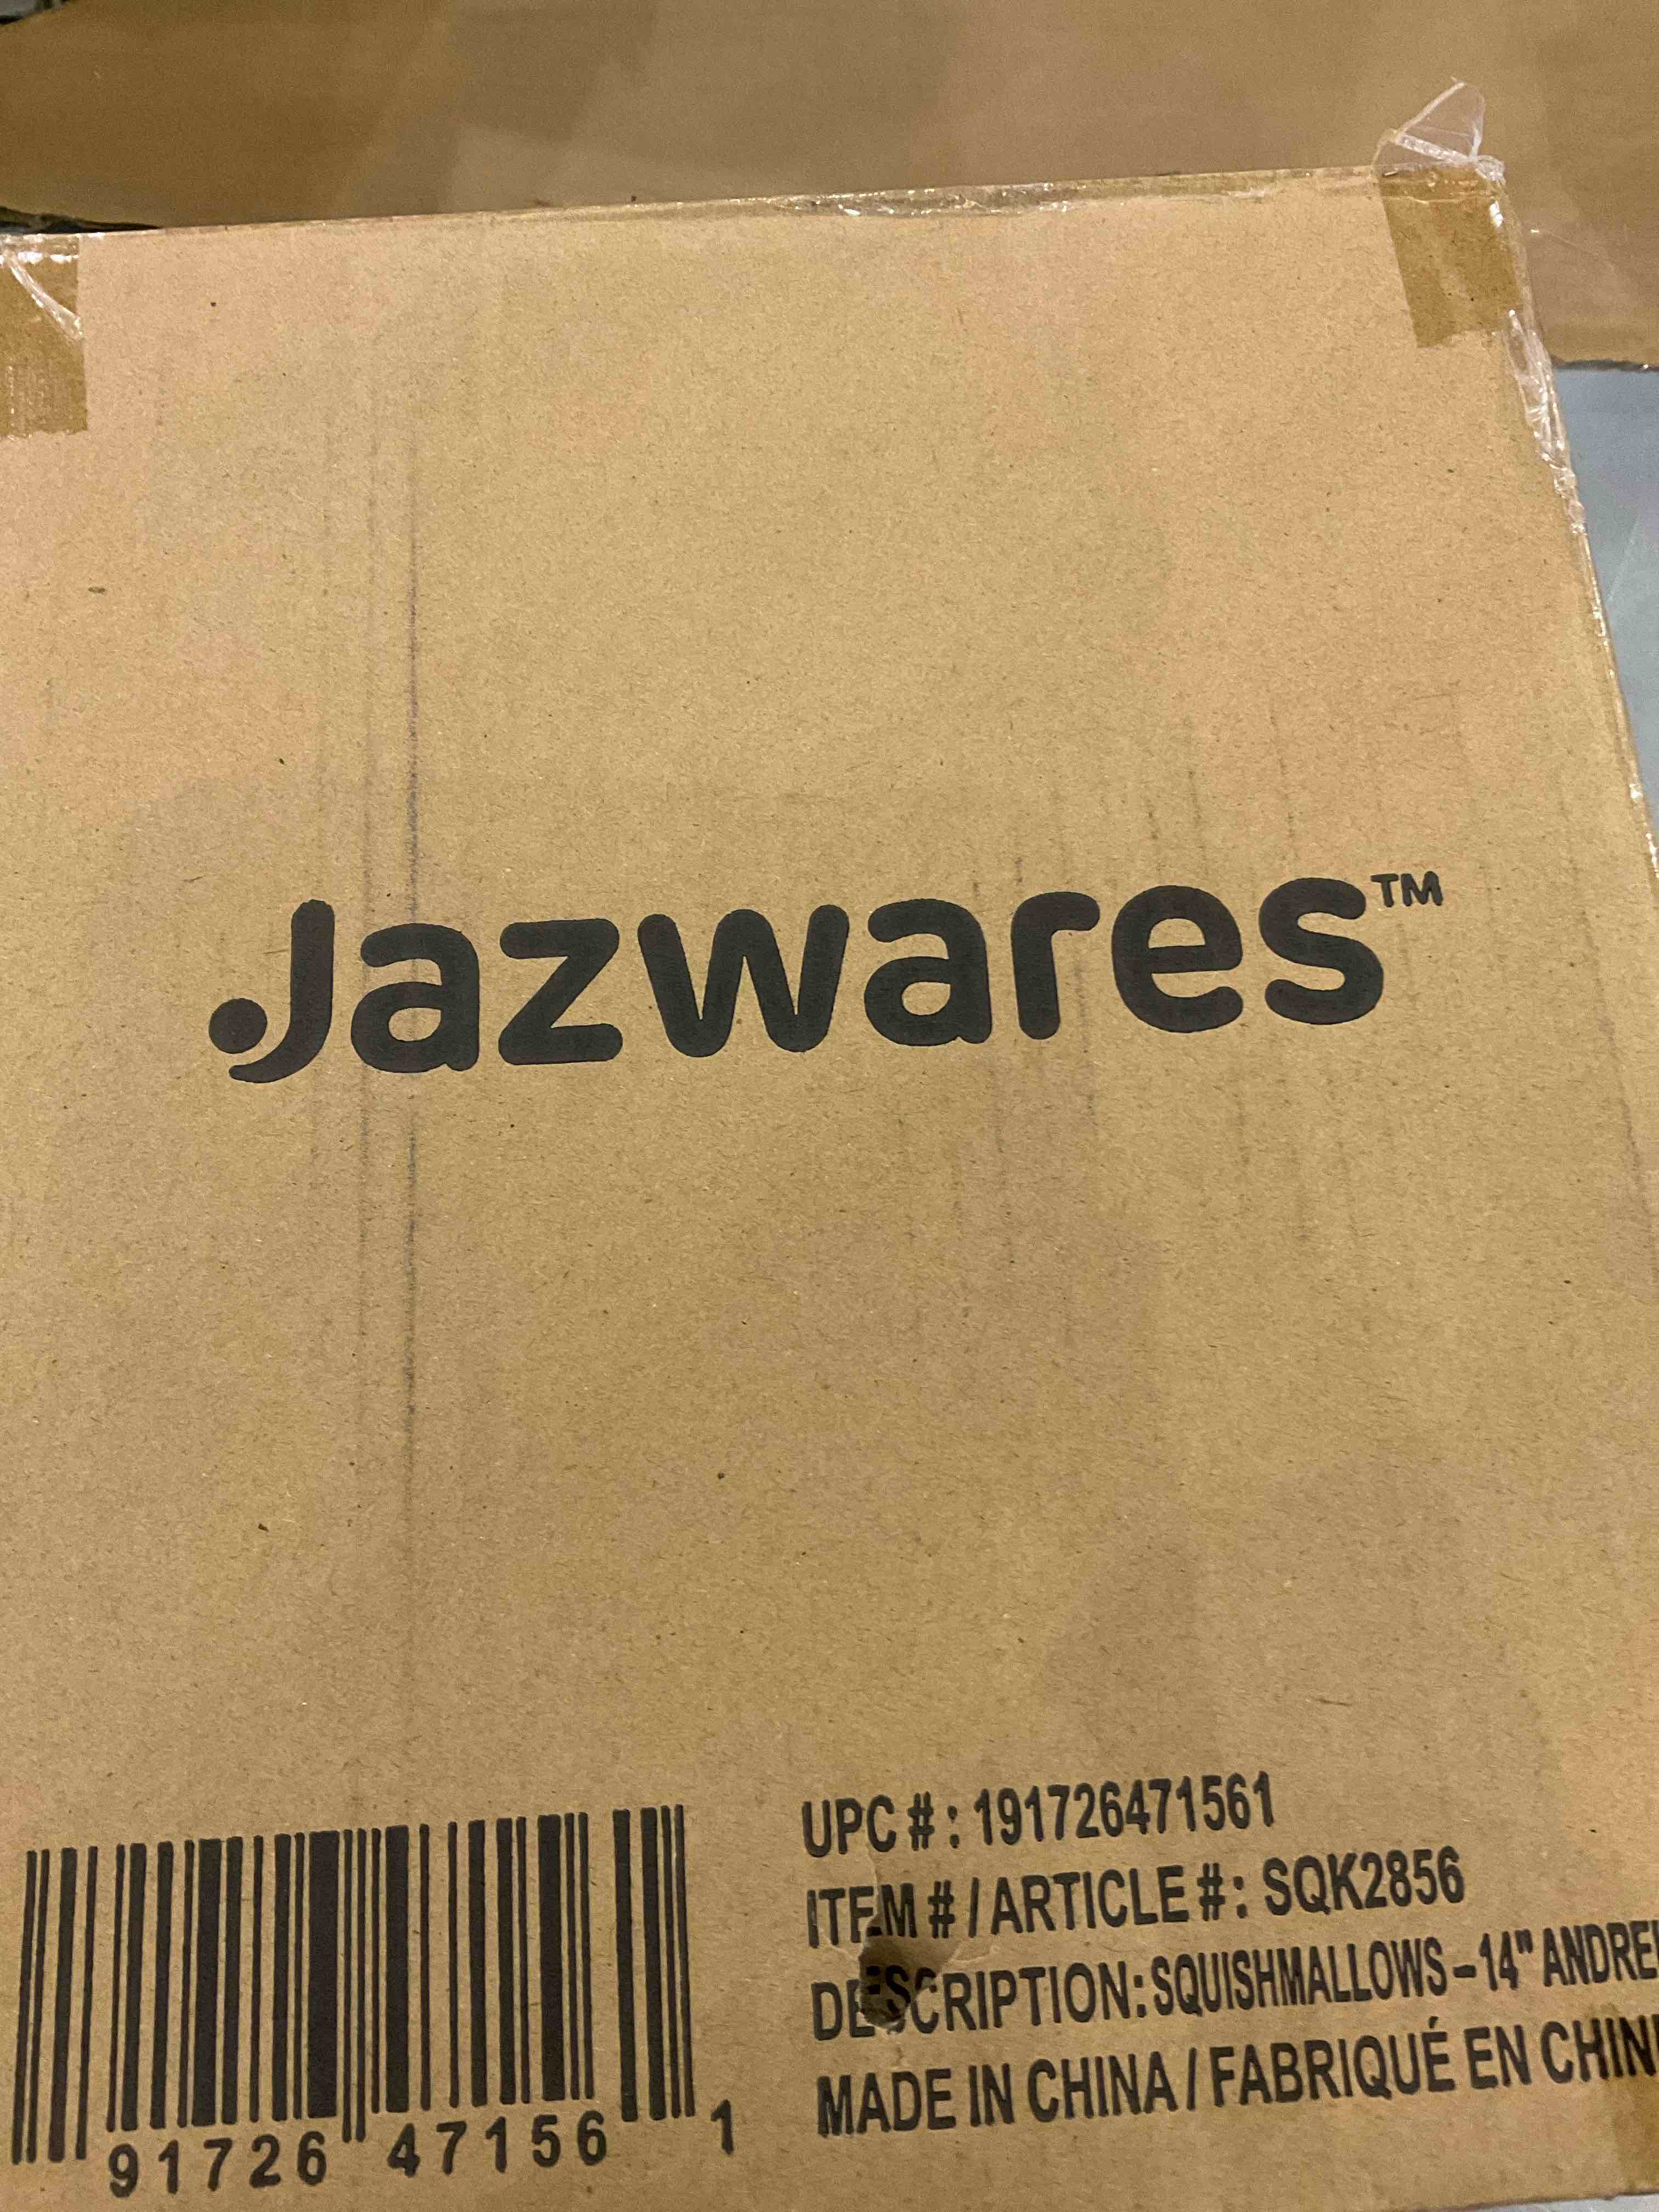 Jazwares™
UPC #: 191726471561
ITEM # / ARTICLE #: SQK2856
DESCRIPTION: SQUISHMALLOWS – 14"
MADE IN CHINA / FABRIQUÉ EN
91726 47156 1